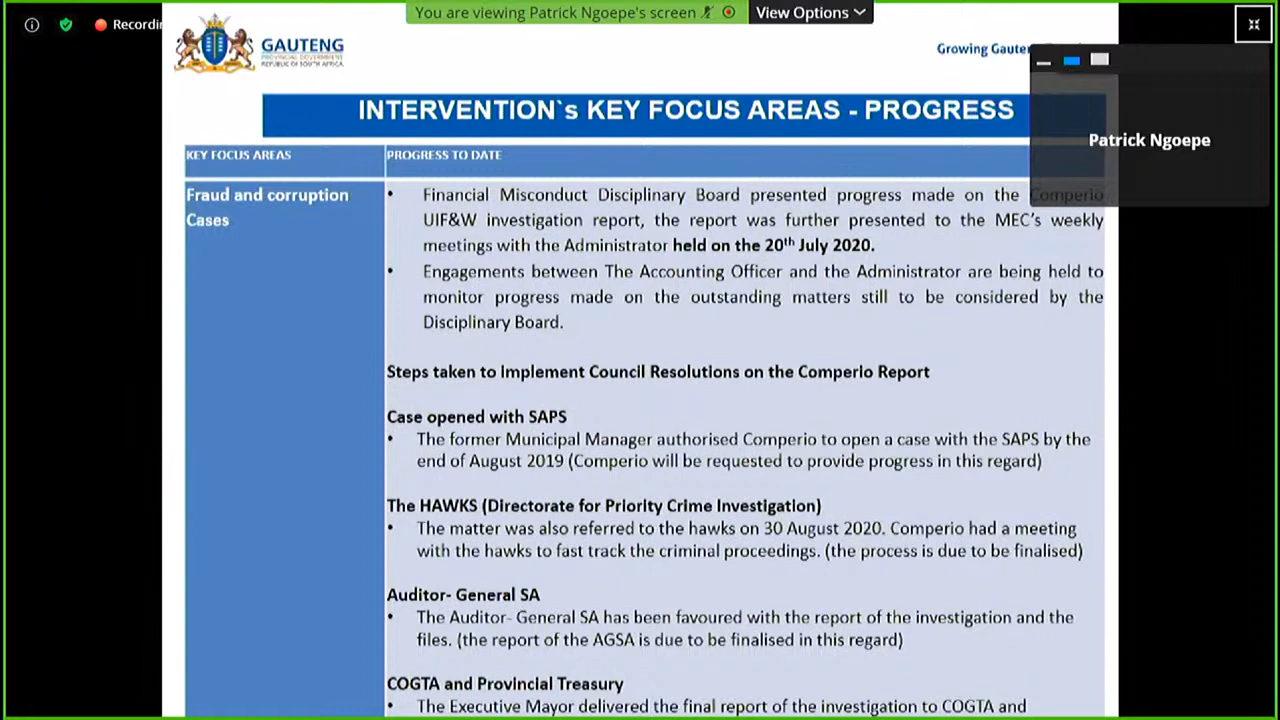 Recordin
You are viewing Patrick Ngoepe's screen
View Options
GAUTENG
PROVINCIAL GOVERNMENT
REPUBLIC OF SOUTH AFRICA
Growing Gauten
Patrick Ngoepe
INTERVENTION`s KEY FOCUS AREAS - PROGRESS
KEY FOCUS AREAS
PROGRESS TO DATE
Fraud and corruption
Cases
• Financial Misconduct Disciplinary Board presented progress made on the Comperio
UIF&W investigation report, the report was further presented to the MEC's weekly
meetings with the Administrator held on the 20th July 2020.
• Engagements between The Accounting Officer and the Administrator are being held to
monitor progress made on the outstanding matters still to be considered by the
Disciplinary Board.
Steps taken to Implement Council Resolutions on the Comperio Report
Case opened with SAPS
• The former Municipal Manager authorised Comperio to open a case with the SAPS by the
end of August 2019 (Comperio will be requested to provide progress in this regard)
The HAWKS (Directorate for Priority Crime Investigation)
• The matter was also referred to the hawks on 30 August 2020. Comperio had a meeting
with the hawks to fast track the criminal proceedings. (the process is due to be finalised)
Auditor- General SA
• The Auditor- General SA has been favoured with the report of the investigation and the
files. (the report of the AGSA is due to be finalised in this regard)
COGTA and Provincial Treasury
• The Executive Mayor delivered the final report of the investigation to COGTA and